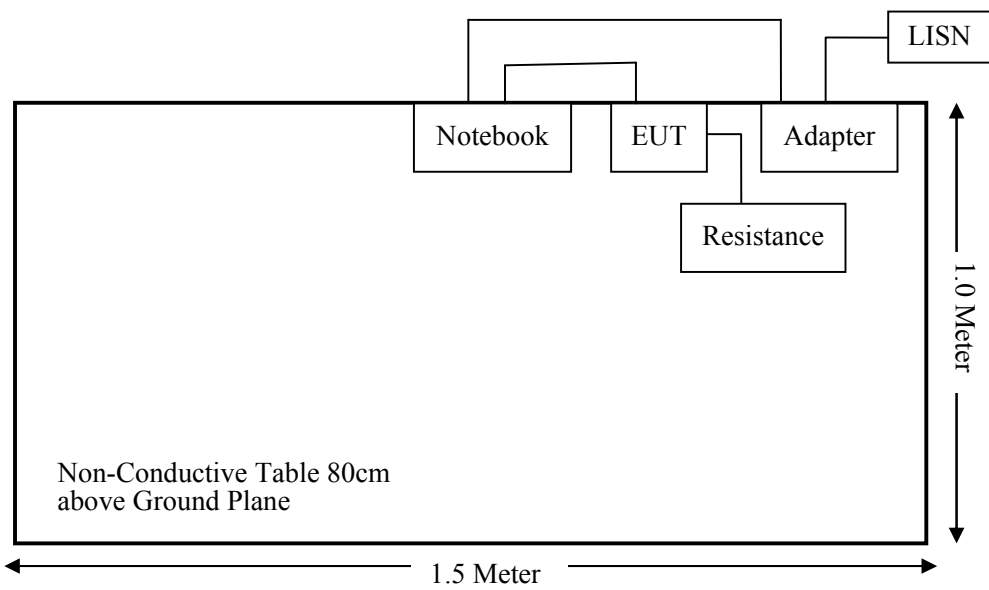 LISN
Notebook
EUT
Adapter
Resistance
1.0 Meter
Non-Conductive Table 80cm
above Ground Plane
1.5 Meter